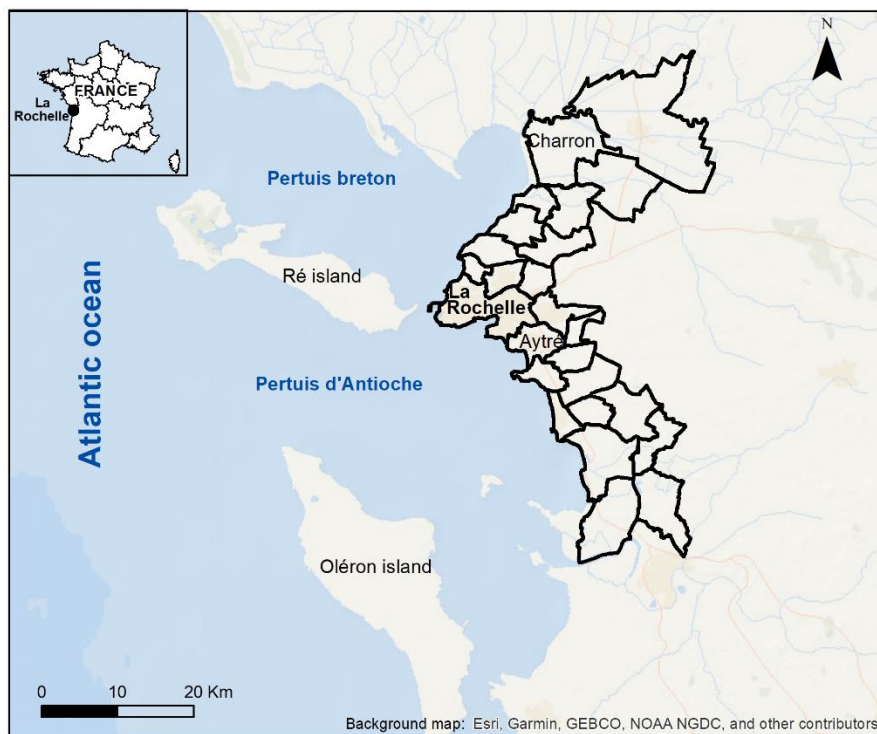 FRANCE
La
Rochelle
N
Charron
Pertuis breton
Ré island
La
Rochelle
Aytré
Pertuis d'Antioche
Atlantic ocean
Oléron island
0 10 20 Km
Background map: Esri, Garmin, GEBCO, NOAA NGDC, and other contributors